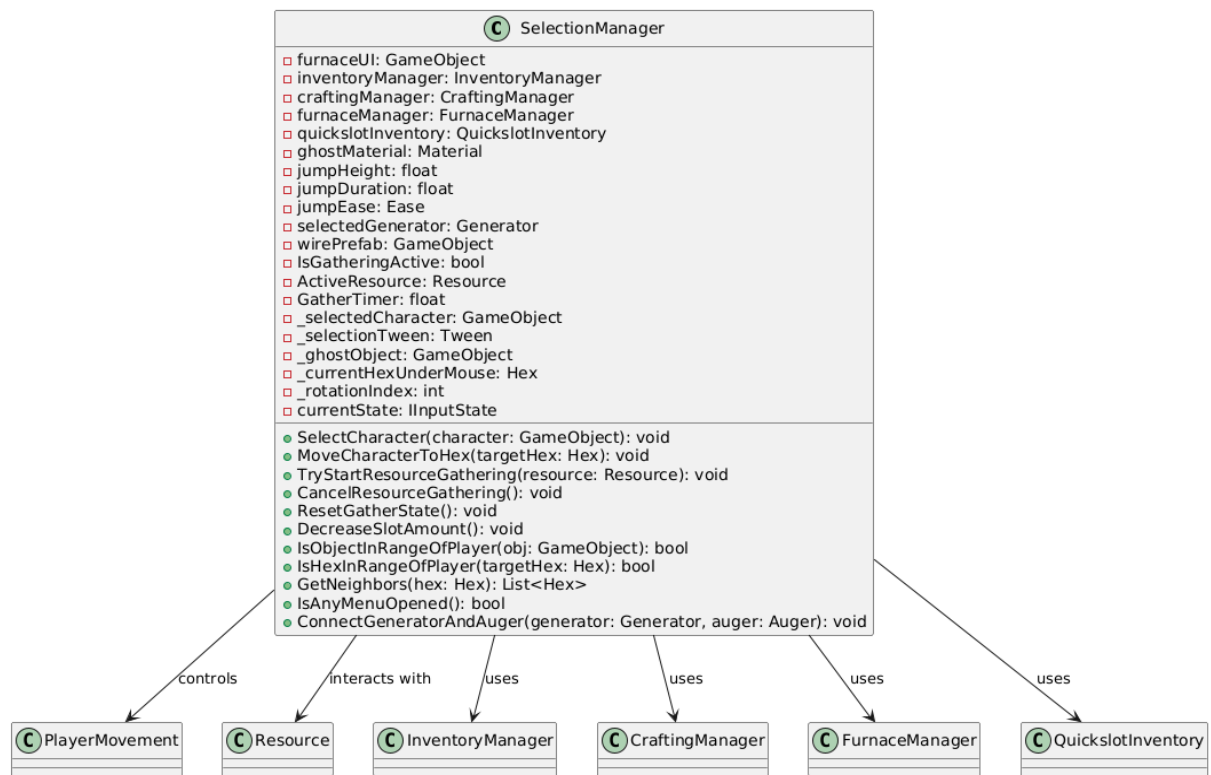 C SelectionManager
furnaceUI: GameObject
inventoryManager: InventoryManager
craftingManager: CraftingManager
furnaceManager: FurnaceManager
quickslotInventory: QuickslotInventory
ghostMaterial: Material
jumpHeight: float
jumpDuration: float
jumpEase: Ease
selectedGenerator: Generator
wirePrefab: GameObject
IsGatheringActive: bool
ActiveResource: Resource
GatherTimer: float
_selectedCharacter: GameObject
_selectionTween: Tween
_ghostObject: GameObject
_currentHexUnderMouse: Hex
_rotationIndex: int
currentState: IInputState
SelectCharacter(character: GameObject): void
MoveCharacterToHex(targetHex: Hex): void
TryStartResourceGathering(resource: Resource): void
CancelResourceGathering(): void
ResetGatherState(): void
DecreaseSlotAmount(): void
IsObjectInRangeOfPlayer(obj: GameObject): bool
IsHexInRangeOfPlayer(targetHex: Hex): bool
GetNeighbors(hex: Hex): List<Hex>
IsAnyMenuOpened(): bool
ConnectGeneratorAndAuger(generator: Generator, auger: Auger): void
controls interacts with uses uses uses uses
C PlayerMovement C Resource C InventoryManager C CraftingManager C FurnaceManager C QuickslotInventory